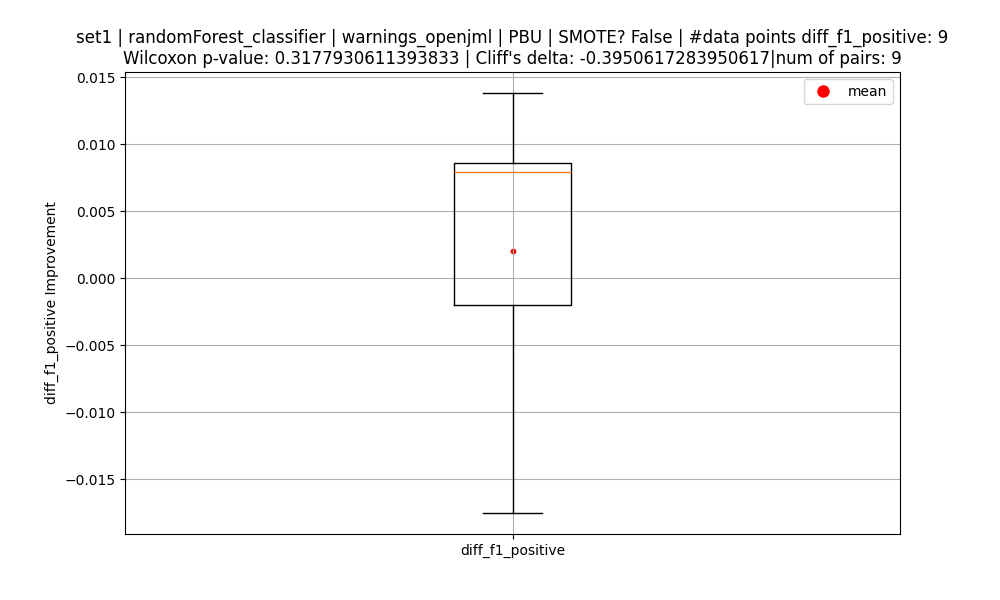 set1 | randomForest_classifier | warnings_openjml | PBU | SMOTE? False | #data points diff_f1_positive: 9
Wilcoxon p-value: 0.3177930611393833 | Cliff's delta: -0.3950617283950617|num of pairs: 9
mean
0.015
0.010
0.005
0.000
−0.005
−0.010
−0.015
diff_f1_positive Improvement
diff_f1_positive